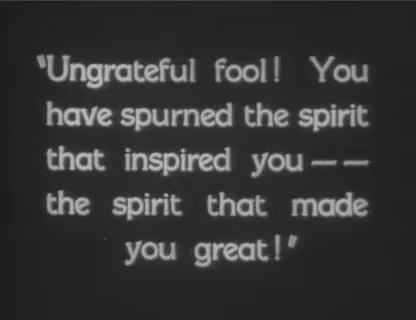 "Ungrateful fool! You
have spurned the spirit
that inspired you — —
the spirit that made
you great!"